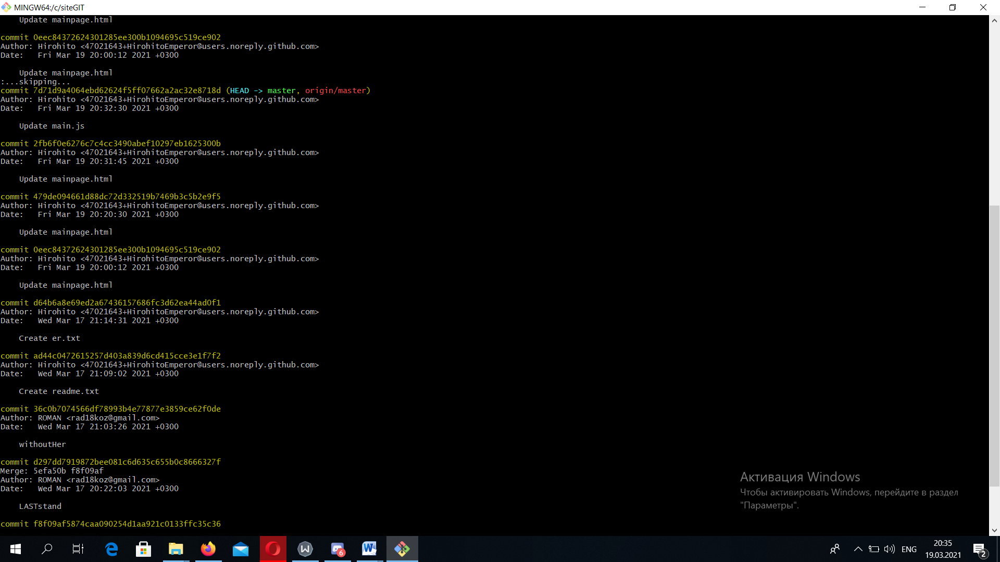 MINGW64:/c/siteGIT
    Update mainpage.html
commit 0eec84372624301285ee300b1094695c519ce902
Author: Hirohito <47021643+HirohitoEmperor@users.noreply.github.com>
Date:   Fri Mar 19 20:00:12 2021 +0300
    Update mainpage.html
:...skipping...
commit 7d71d9a4064ebd62624f5ff07662a2ac32e8718d (HEAD -> master, origin/master)
Author: Hirohito <47021643+HirohitoEmperor@users.noreply.github.com>
Date:   Fri Mar 19 20:32:30 2021 +0300
    Update main.js
commit 2fb6f0e6276c7c4cc3490abef10297eb1625300b
Author: Hirohito <47021643+HirohitoEmperor@users.noreply.github.com>
Date:   Fri Mar 19 20:31:45 2021 +0300
    Update mainpage.html
commit 479de094661d88dc72d332519b7469b3c5b2e9f5
Author: Hirohito <47021643+HirohitoEmperor@users.noreply.github.com>
Date:   Fri Mar 19 20:20:30 2021 +0300
    Update mainpage.html
commit 0eec84372624301285ee300b1094695c519ce902
Author: Hirohito <47021643+HirohitoEmperor@users.noreply.github.com>
Date:   Fri Mar 19 20:00:12 2021 +0300
    Update mainpage.html
commit d64b6a8e69ed2a67436157686fc3d62ea44ad0f1
Author: Hirohito <47021643+HirohitoEmperor@users.noreply.github.com>
Date:   Wed Mar 17 21:14:31 2021 +0300
    Create er.txt
commit ad44c0472615257d403a839d6cd415cce3e1f7f2
Author: Hirohito <47021643+HirohitoEmperor@users.noreply.github.com>
Date:   Wed Mar 17 21:09:02 2021 +0300
    Create readme.txt
commit 36c0b7074566df78993b4e77877e3859ce62f0de
Author: ROMAN <rad18koz@gmail.com>
Date:   Wed Mar 17 21:03:26 2021 +0300
    withoutHer
commit d297dd7919872bee081c6d635c655b0c8666327f
Merge: 5efa50b f8f09af
Author: ROMAN <rad18koz@gmail.com>
Date:   Wed Mar 17 20:22:03 2021 +0300
    LASTstand
commit f8f09af5874caa090254d1aa921c0133ffc35c36
Активация Windows
Чтобы активировать Windows, перейдите в раздел
"Параметры".
6
ENG
20:35
19.03.2021
2